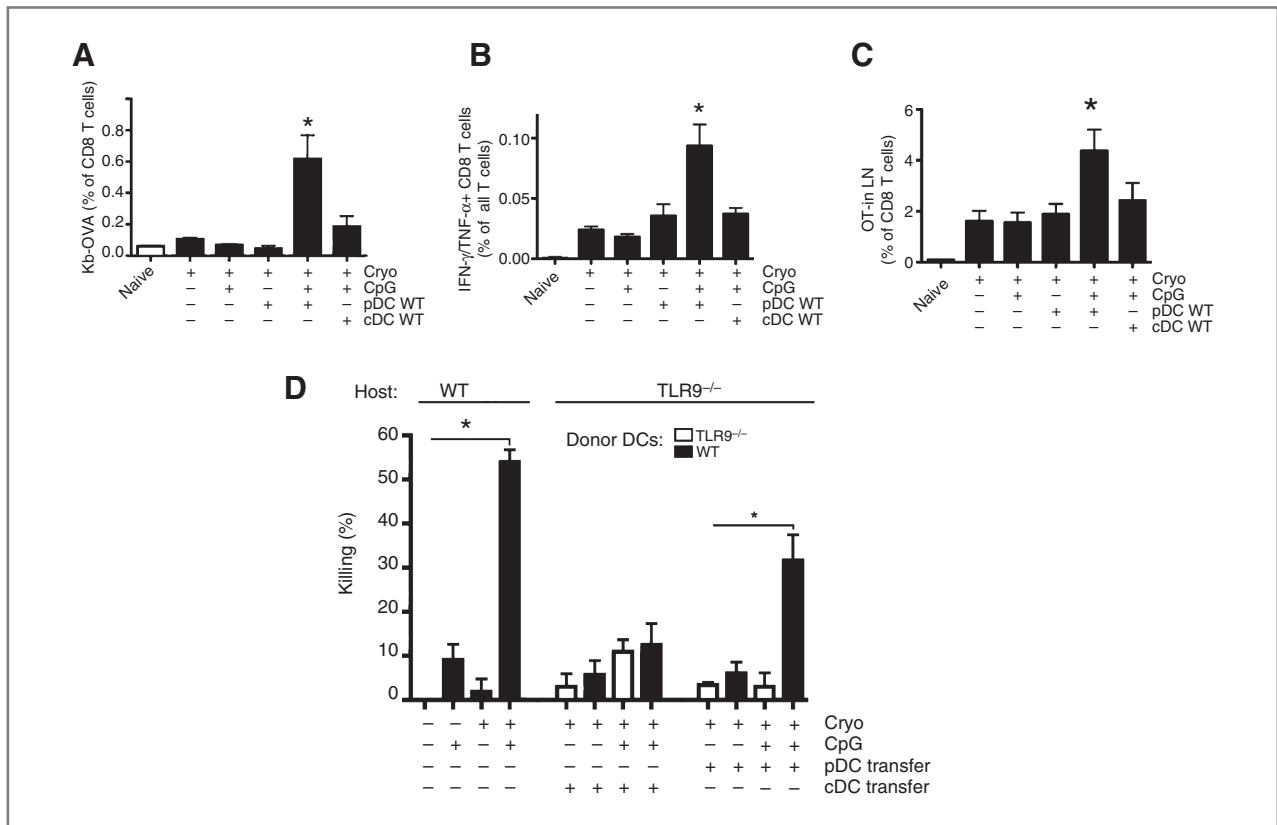 A
Kb-OVA (% of CD8 T cells)
0.8
0.6
0.4
0.2
0.0
*
Naive
+ + + + + Cryo
– + – + + CpG
– – + + – pDC WT
– – – – + cDC WT
B
IFN-γ/TNF-α+ CD8 T cells
(% of all T cells)
0.10
0.05
0.00
*
Naive
+ + + + + Cryo
– + – + + CpG
– – + + – pDC WT
– – – – + cDC WT
C
OT-in LN
(% of CD8 T cells)
6
4
2
0
*
Naive
+ + + + + Cryo
– + – + + CpG
– – + + – pDC WT
– – – – + cDC WT
D
Host: WT TLR9–/–
Donor DCs: TLR9–/–
WT
Killing (%)
60
50
40
30
20
10
0
*
*
– – + + + + + + + + + + Cryo
– + – + – – + + – – + + CpG
– – – – – – – – + + + + pDC transfer
– – – – + + + + – – – – cDC transfer